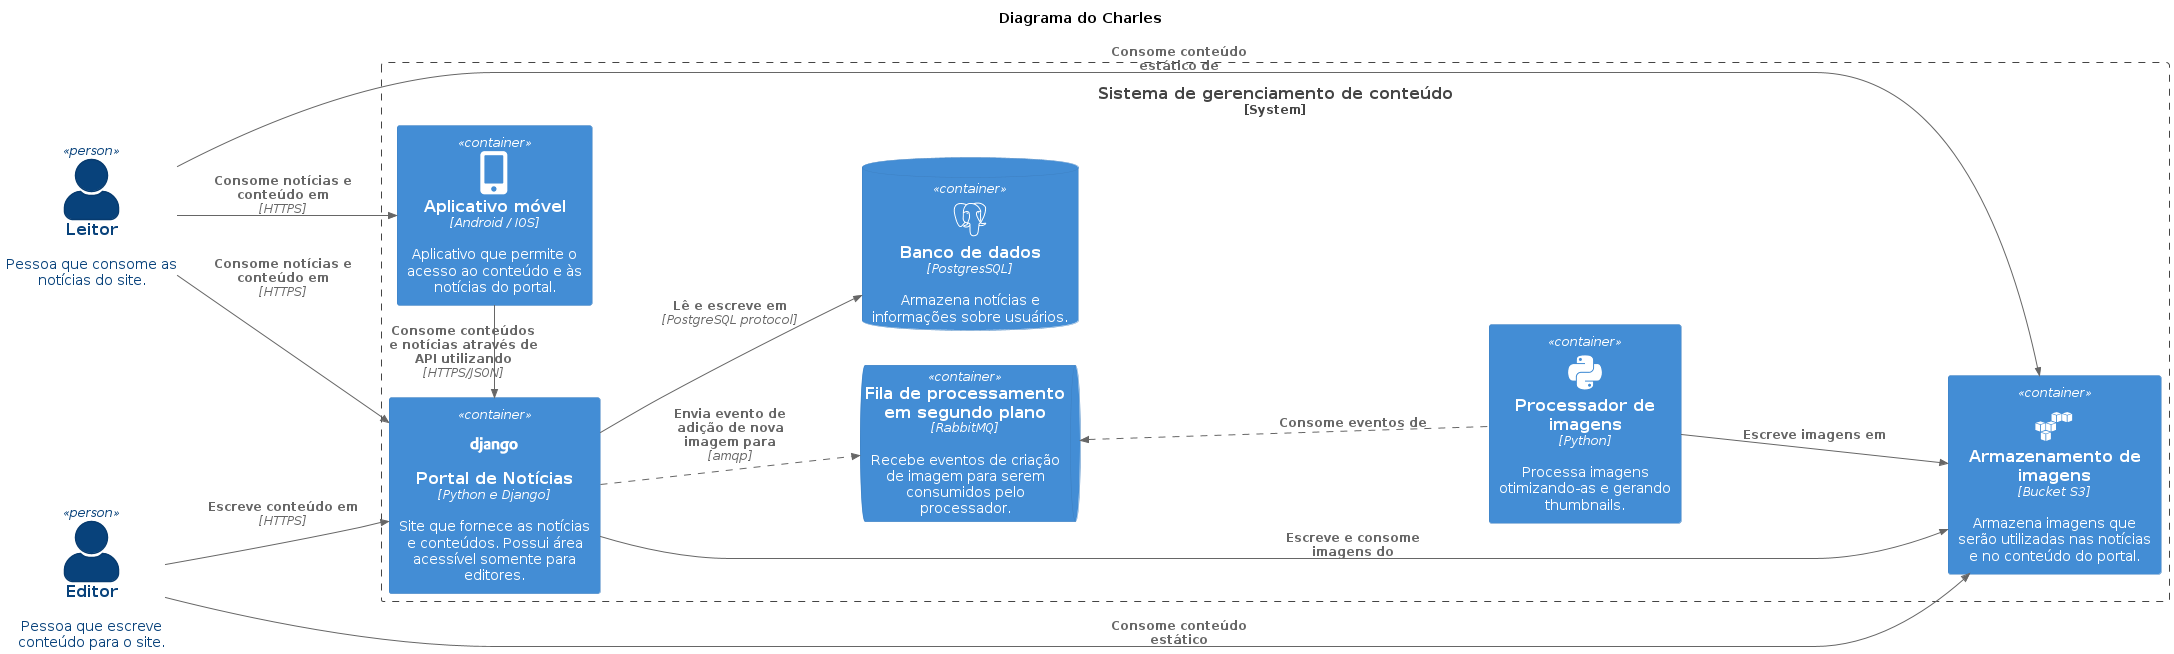 Diagrama do Charles
Consome conteúdo
estático de
Sistema de gerenciamento de conteúdo
[System]
«person»
Leitor
Pessoa que consome as
notícias do site.
Consome notícias e
conteúdo em
[HTTPS]
Consome notícias e
conteúdo em
[HTTPS]
«container»
Aplicativo móvel
[Android / IOS]
Aplicativo que permite o
acesso ao conteúdo e às
notícias do portal.
Consome conteúdos
e notícias através de
API utilizando
[HTTPS/JSON]
«container»
Banco de dados
[PostgresSQL]
Armazena notícias e
informações sobre usuários.
Lê e escreve em
[PostgreSQL protocol]
«container»
Fila de processamento
em segundo plano
[RabbitMQ]
Recebe eventos de criação
de imagem para serem
consumidos pelo
processador.
Envia evento de
adição de nova
imagem para
[amqp]
Consome eventos de
«container»
Processador de
imagens
[Python]
Processa imagens
otimizando-as e gerando
thumbnails.
Escreve imagens em
«container»
Armazenamento de
imagens
[Bucket S3]
Armazena imagens que
serão utilizadas nas notícias
e no conteúdo do portal.
«container»
django
Portal de Notícias
[Python e Django]
Site que fornece as notícias
e conteúdos. Possui área
acessível somente para
editores.
Escreve e consome
imagens do
«person»
Editor
Pessoa que escreve
conteúdo para o site.
Escreve conteúdo em
[HTTPS]
Consome conteúdo
estático